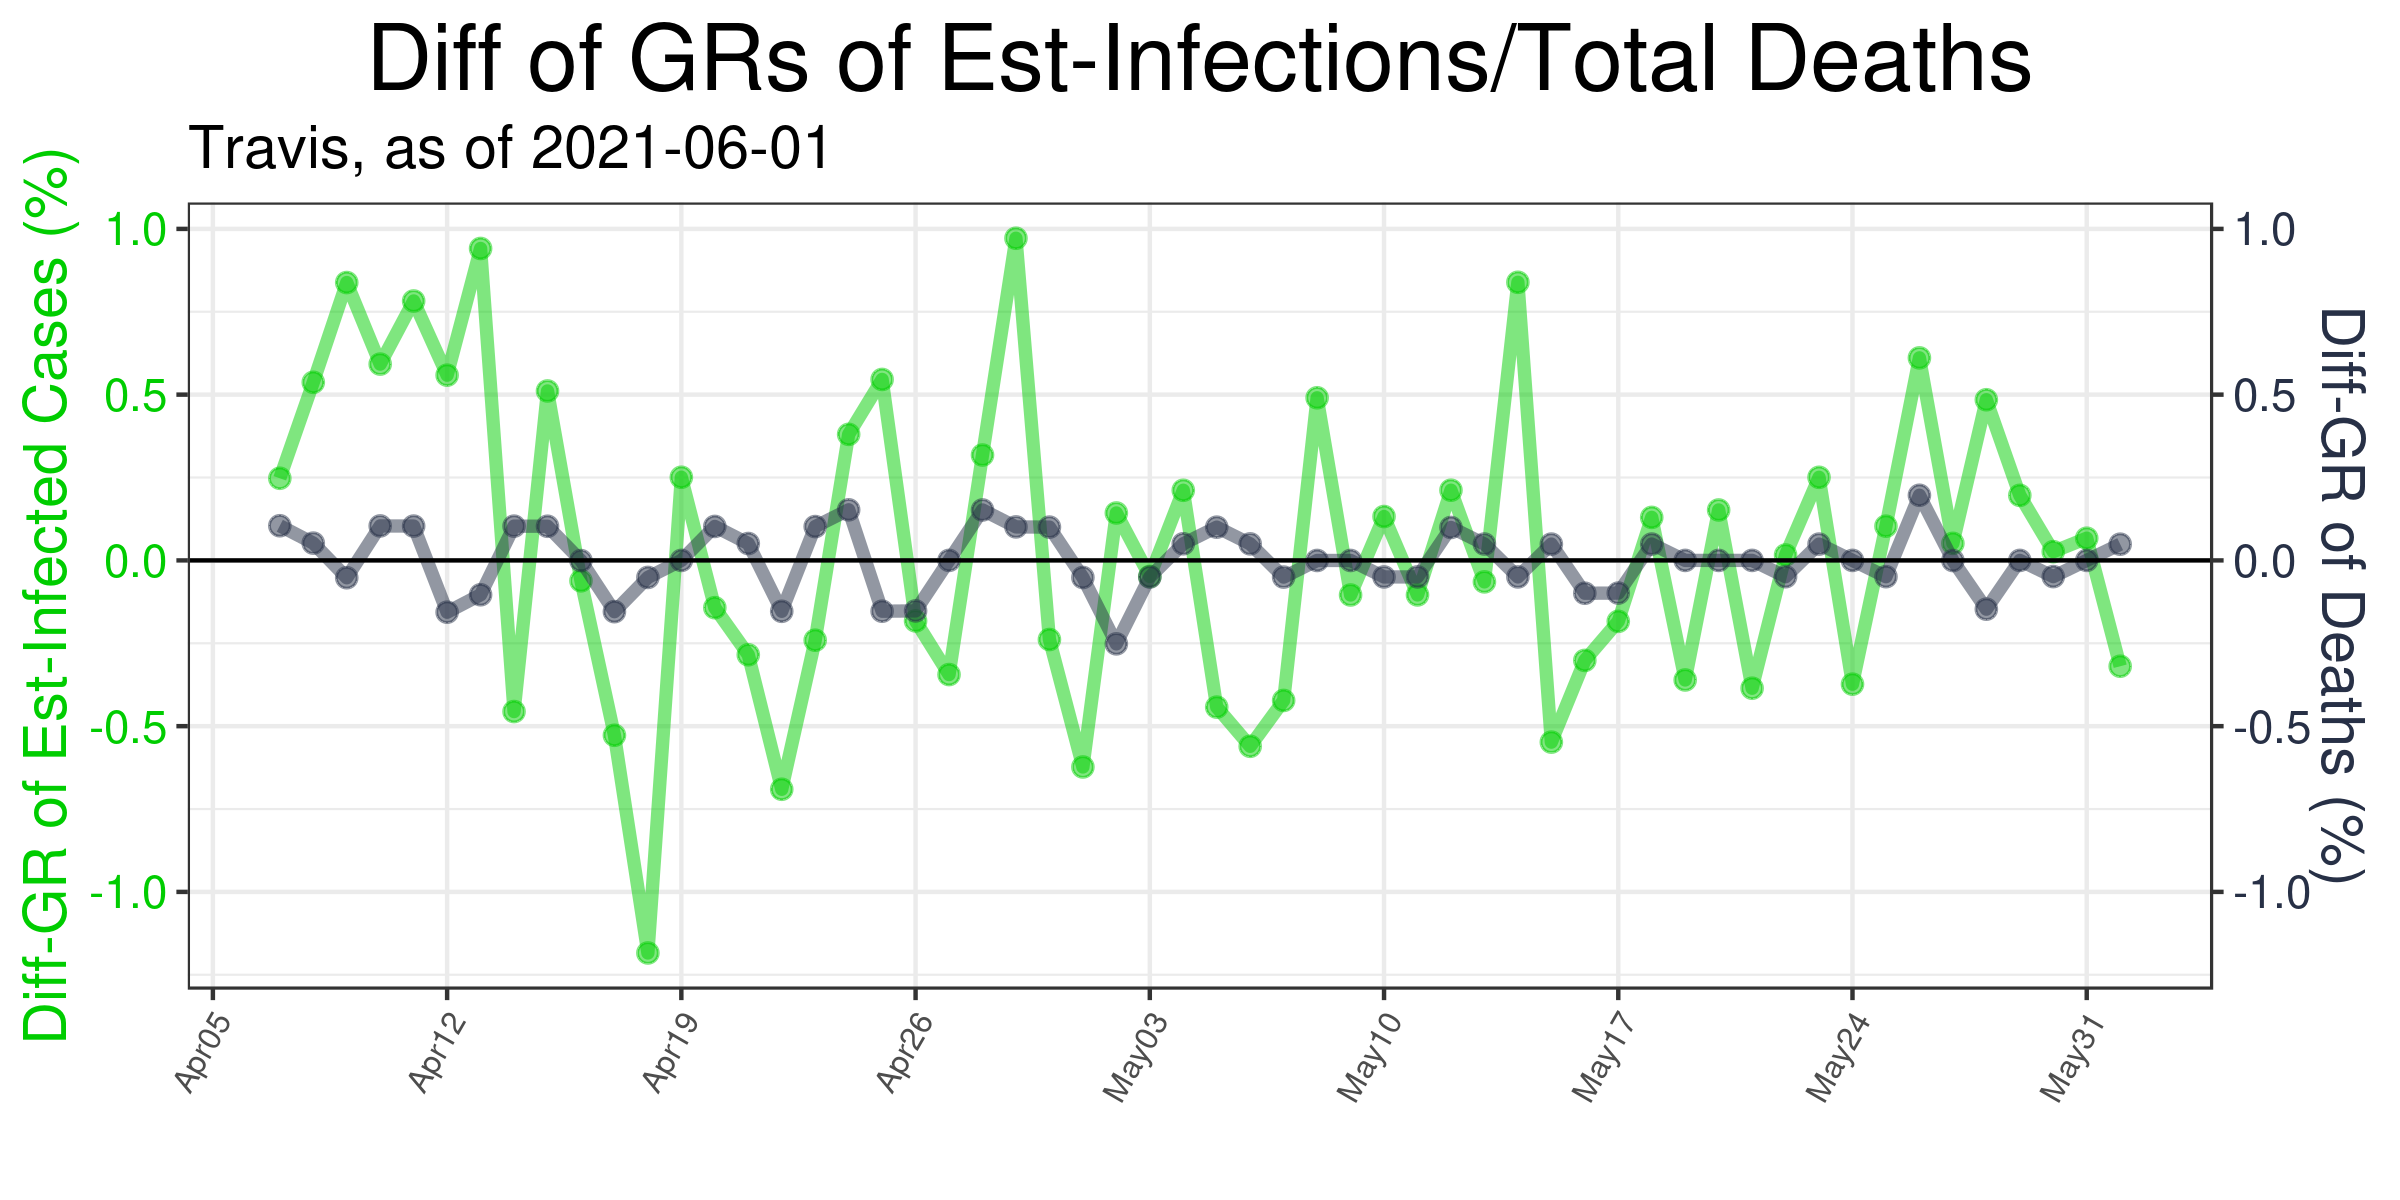 Diff of GRs of Est-Infections/Total Deaths
Travis, as of 2021-06-01
Diff-GR of Est-Infected Cases (%)
1.0
0.5
0.0
-0.5
-1.0
1.0
0.5
0.0
-0.5
-1.0
Diff-GR of Deaths (%)
Apr05
Apr12
Apr19
Apr26
May03
May10
May17
May24
May31